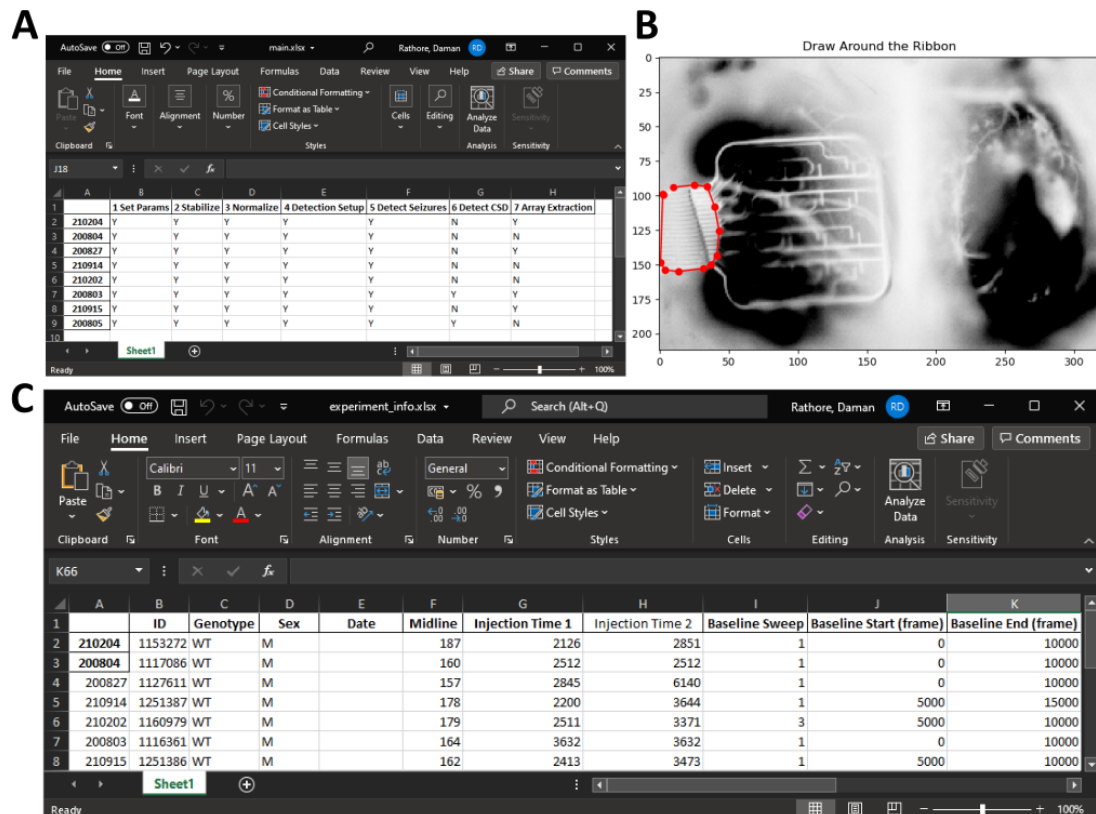 A
AutoSave Off main.xlsx Rathore, Daman RD
File Home Insert Page Layout Formulas Data Review View Help Share Comments
Paste Font Alignment Number Conditional Formatting Format as Table Cell Styles Cells Editing Analyze Data Sensitivity
Clipboard Styles Analysis Sensitivity
J18 fx
A B C D E F G H
1 1 Set Params 2 Stabilize 3 Normalize 4 Detection Setup 5 Detect Seizures 6 Detect CSD 7 Array Extraction
2 210204 Y Y Y Y Y N Y
3 200804 Y Y Y Y Y N N
4 200827 Y Y Y Y Y N Y
5 210914 Y Y Y Y Y N N
6 210202 Y Y Y Y Y N N
7 200803 Y Y Y Y Y Y Y
8 210915 Y Y Y Y Y N Y
9 200805 Y Y Y Y Y Y N
10
Sheet1
Ready 100%
B
Draw Around the Ribbon
0
25
50
75
100
125
150
175
200
0 50 100 150 200 250 300
C
AutoSave Off experiment_info.xlsx Search (Alt+Q) Rathore, Daman RD
File Home Insert Page Layout Formulas Data Review View Help Share Comments
Paste Calibri 11 General Conditional Formatting Insert Analyze Data Sensitivity
B I U A A % Format as Table Delete
Cell Styles Format
Clipboard Font Alignment Number Styles Cells Editing Analysis Sensitivity
K66 fx
A B C D E F G H I J K
1 ID Genotype Sex Date Midline Injection Time 1 Injection Time 2 Baseline Sweep Baseline Start (frame) Baseline End (frame)
2 210204 1153272 WT M 187 2126 2851 1 0 10000
3 200804 1117086 WT M 160 2512 2512 1 0 10000
4 200827 1127611 WT M 157 2845 6140 1 0 10000
5 210914 1251387 WT M 178 2200 3644 1 5000 15000
6 210202 1160979 WT M 179 2511 3371 3 5000 10000
7 200803 1116361 WT M 164 3632 3632 1 0 10000
8 210915 1251386 WT M 162 2413 3473 1 5000 10000
Sheet1
Ready 100%